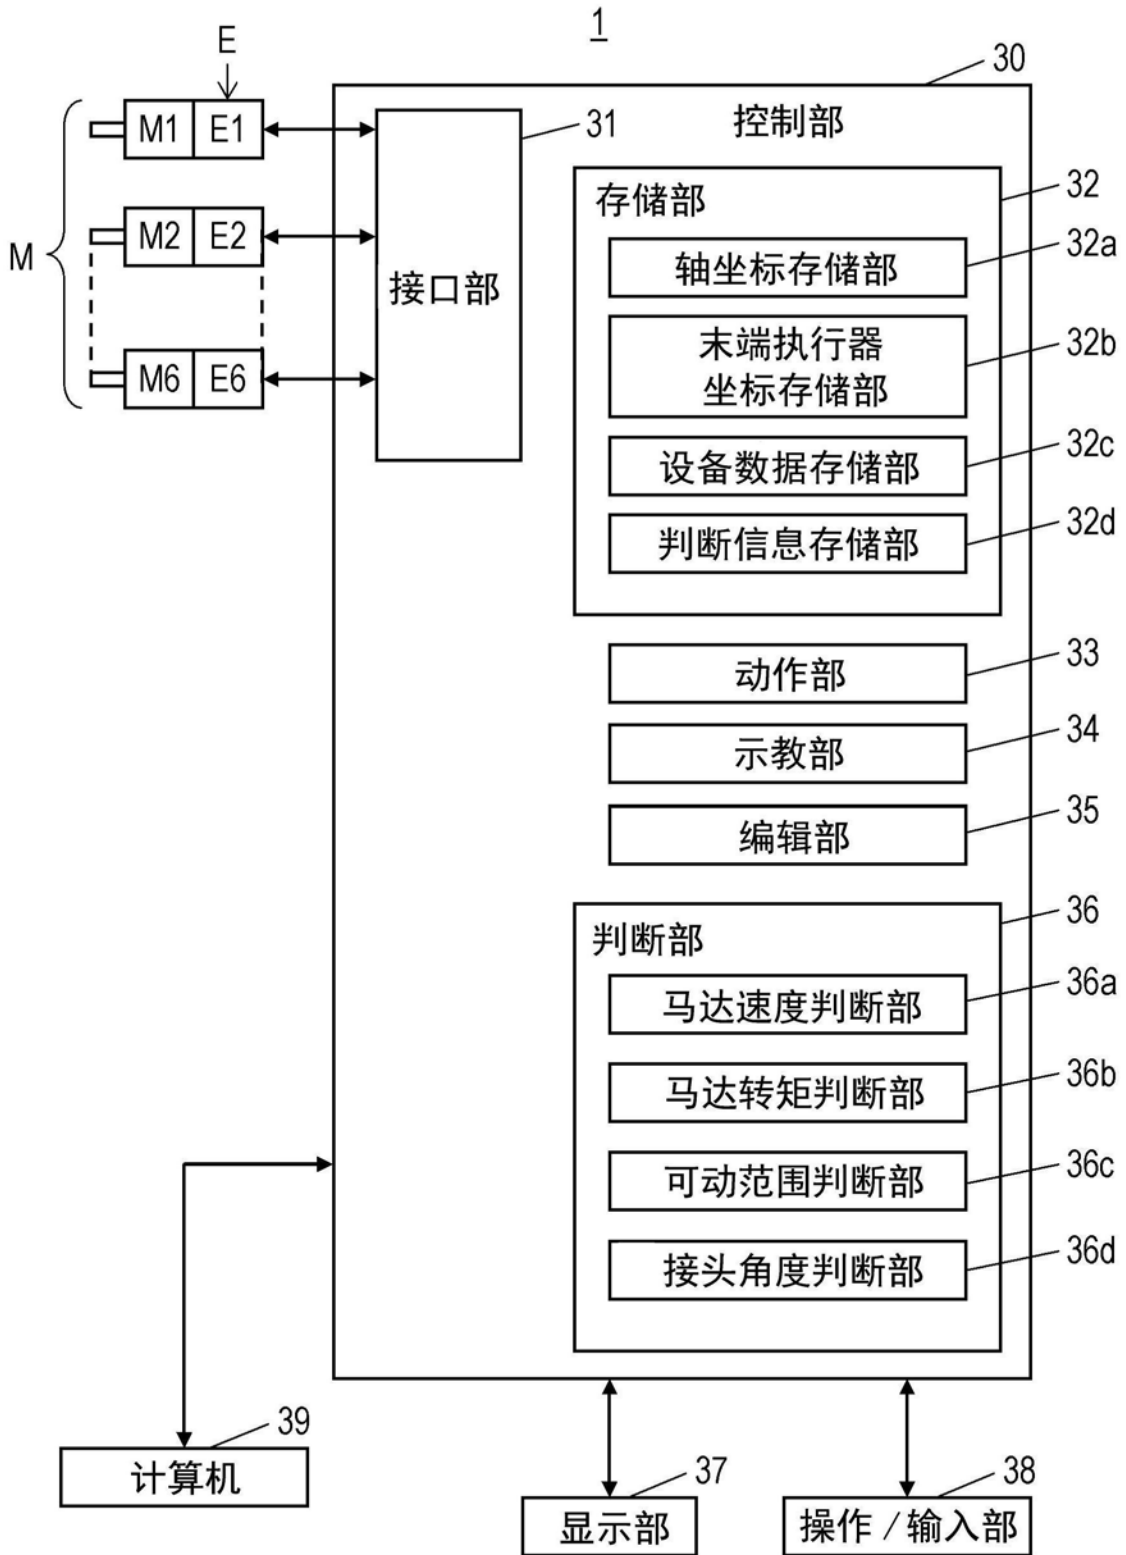 1
E
30
M1 E1
31
控制部
32
存储部
32a
M2 E2
轴坐标存储部
M
接口部
32b
末端执行器
坐标存储部
M6 E6
32c
设备数据存储部
32d
判断信息存储部
33
动作部
34
示教部
35
编辑部
36
判断部
36a
马达速度判断部
36b
马达转矩判断部
36c
可动范围判断部
36d
接头角度判断部
39
计算机
37
显示部
38
操作/输入部